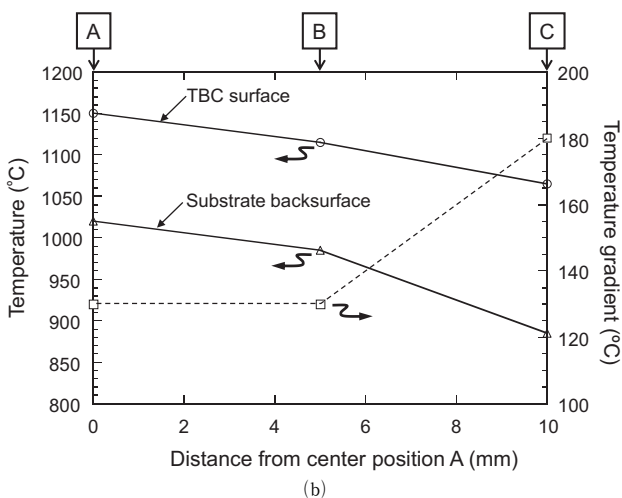 A B C
1200 200
TBC surface
1150
180
1100
1050
160
Substrate backsurface
1000
950
140
900
120
850
800 100
0 2 4 6 8 10
Temperature (°C)
Temperature gradient (°C)
Distance from center position A (mm)
(b)